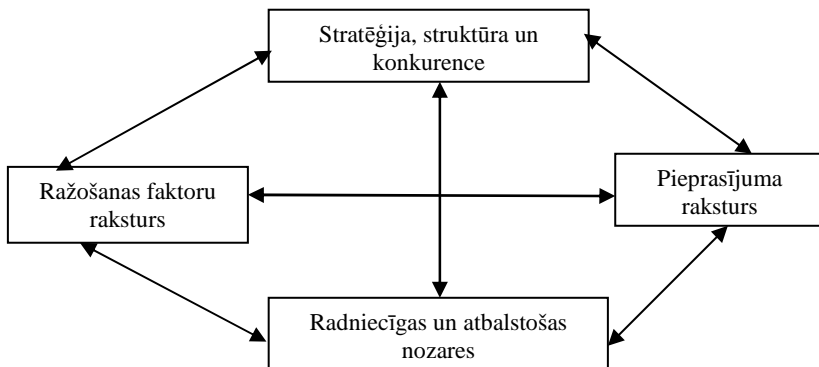 Stratēģija, struktūra un
konkurence
Ražošanas faktoru
raksturs
Pieprasījuma
raksturs
Radniecīgas un atbalstošas
nozares